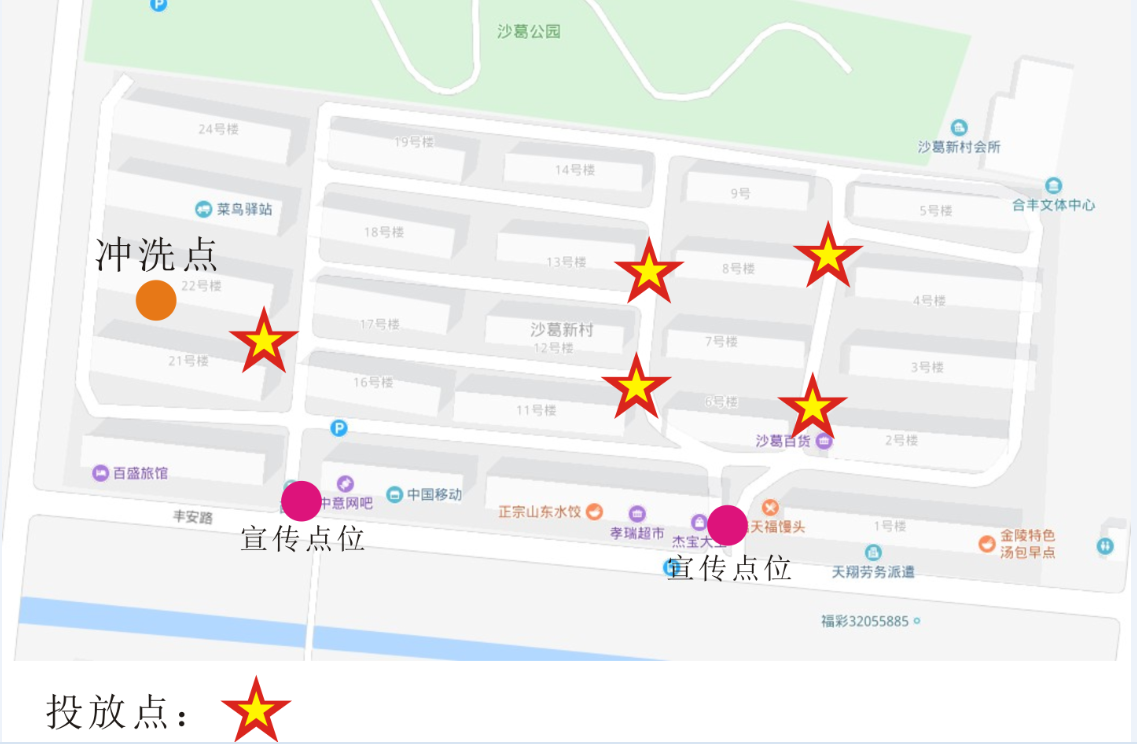 P
沙葛公园
24号楼
19号楼
14号楼
沙葛新村会所
9号
合丰文体中心
菜鸟驿站
5号楼
18号楼
冲洗点
13号楼
8号楼
22号楼
4号楼
17号楼
沙葛新村
12号楼
7号楼
21号楼
3号楼
16号楼
11号楼
6号楼
P
沙葛百货
2号楼
百盛旅馆
中意网吧
中国移动
正宗山东水饺
丰安路
孝瑞超市
杰宝大
天福馒头
1号楼
金陵特色
汤包早点
宣传点位
宣传点位
天翔劳务派遣
福彩32055885
投放点：